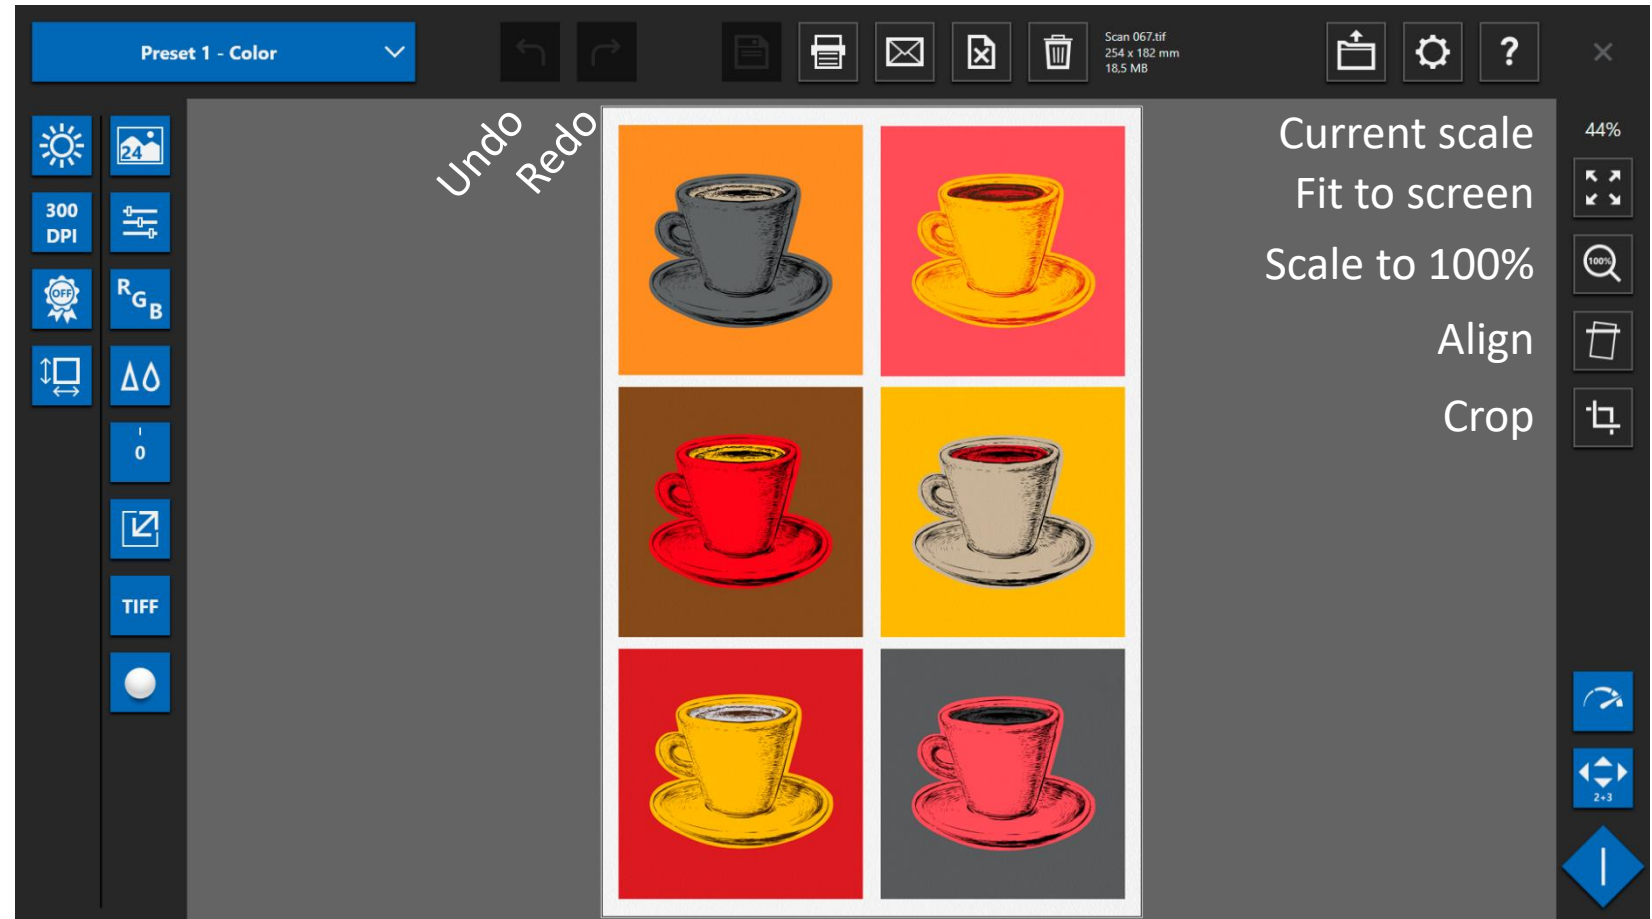 Preset 1 - Color
Scan 067.tif
254 x 182 mm
18,5 MB
?
Undo
Redo
Current scale
44%
Fit to screen
Scale to 100%
100%
Align
Crop
24
300
DPI
OFF
R
G
B
0
TIFF
2+3